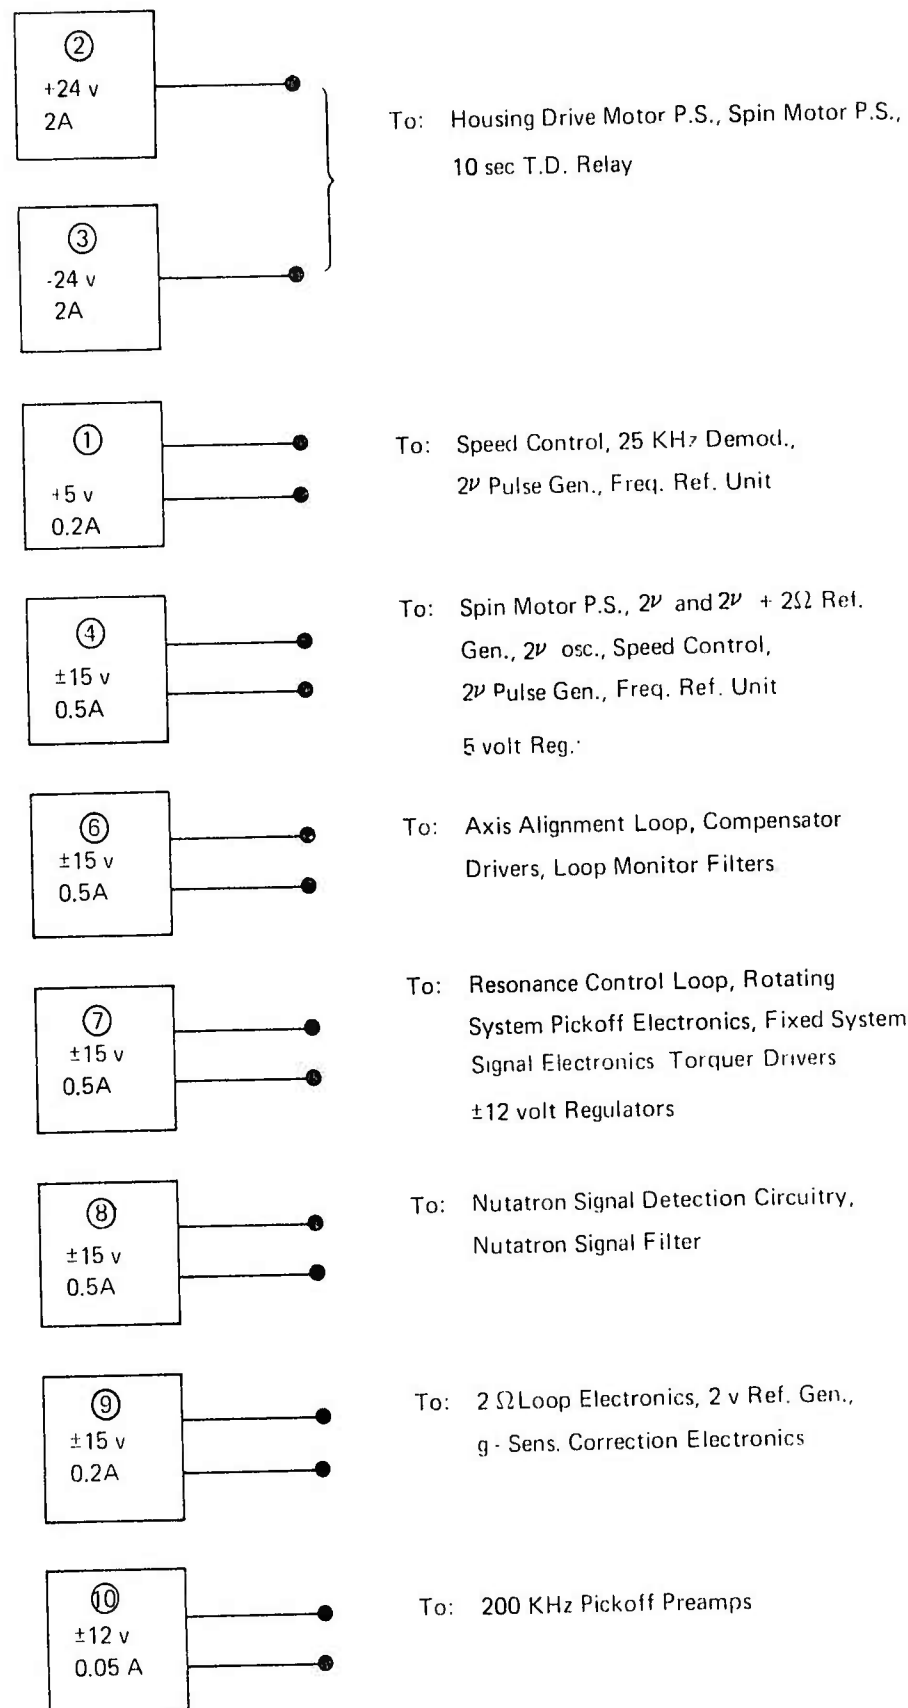 ②
+24 v
2A
To: Housing Drive Motor P.S., Spin Motor P.S.,
10 sec T.D. Relay
③
-24 v
2A
①
+5 v
0.2A
To: Speed Control, 25 KHz Demod.,
2ν Pulse Gen., Freq. Ref. Unit
④
±15 v
0.5A
To: Spin Motor P.S., 2ν and 2ν + 2Ω Ref.
Gen., 2ν osc., Speed Control,
2ν Pulse Gen., Freq. Ref. Unit
5 volt Reg.
⑥
±15 v
0.5A
To: Axis Alignment Loop, Compensator
Drivers, Loop Monitor Filters
⑦
±15 v
0.5A
To: Resonance Control Loop, Rotating
System Pickoff Electronics, Fixed System
Signal Electronics Torquer Drivers
±12 volt Regulators
⑧
±15 v
0.5A
To: Nutatron Signal Detection Circuitry,
Nutatron Signal Filter
⑨
±15 v
0.2A
To: 2 Ω Loop Electronics, 2 v Ref. Gen.,
g - Sens. Correction Electronics
⑩
±12 v
0.05 A
To: 200 KHz Pickoff Preamps